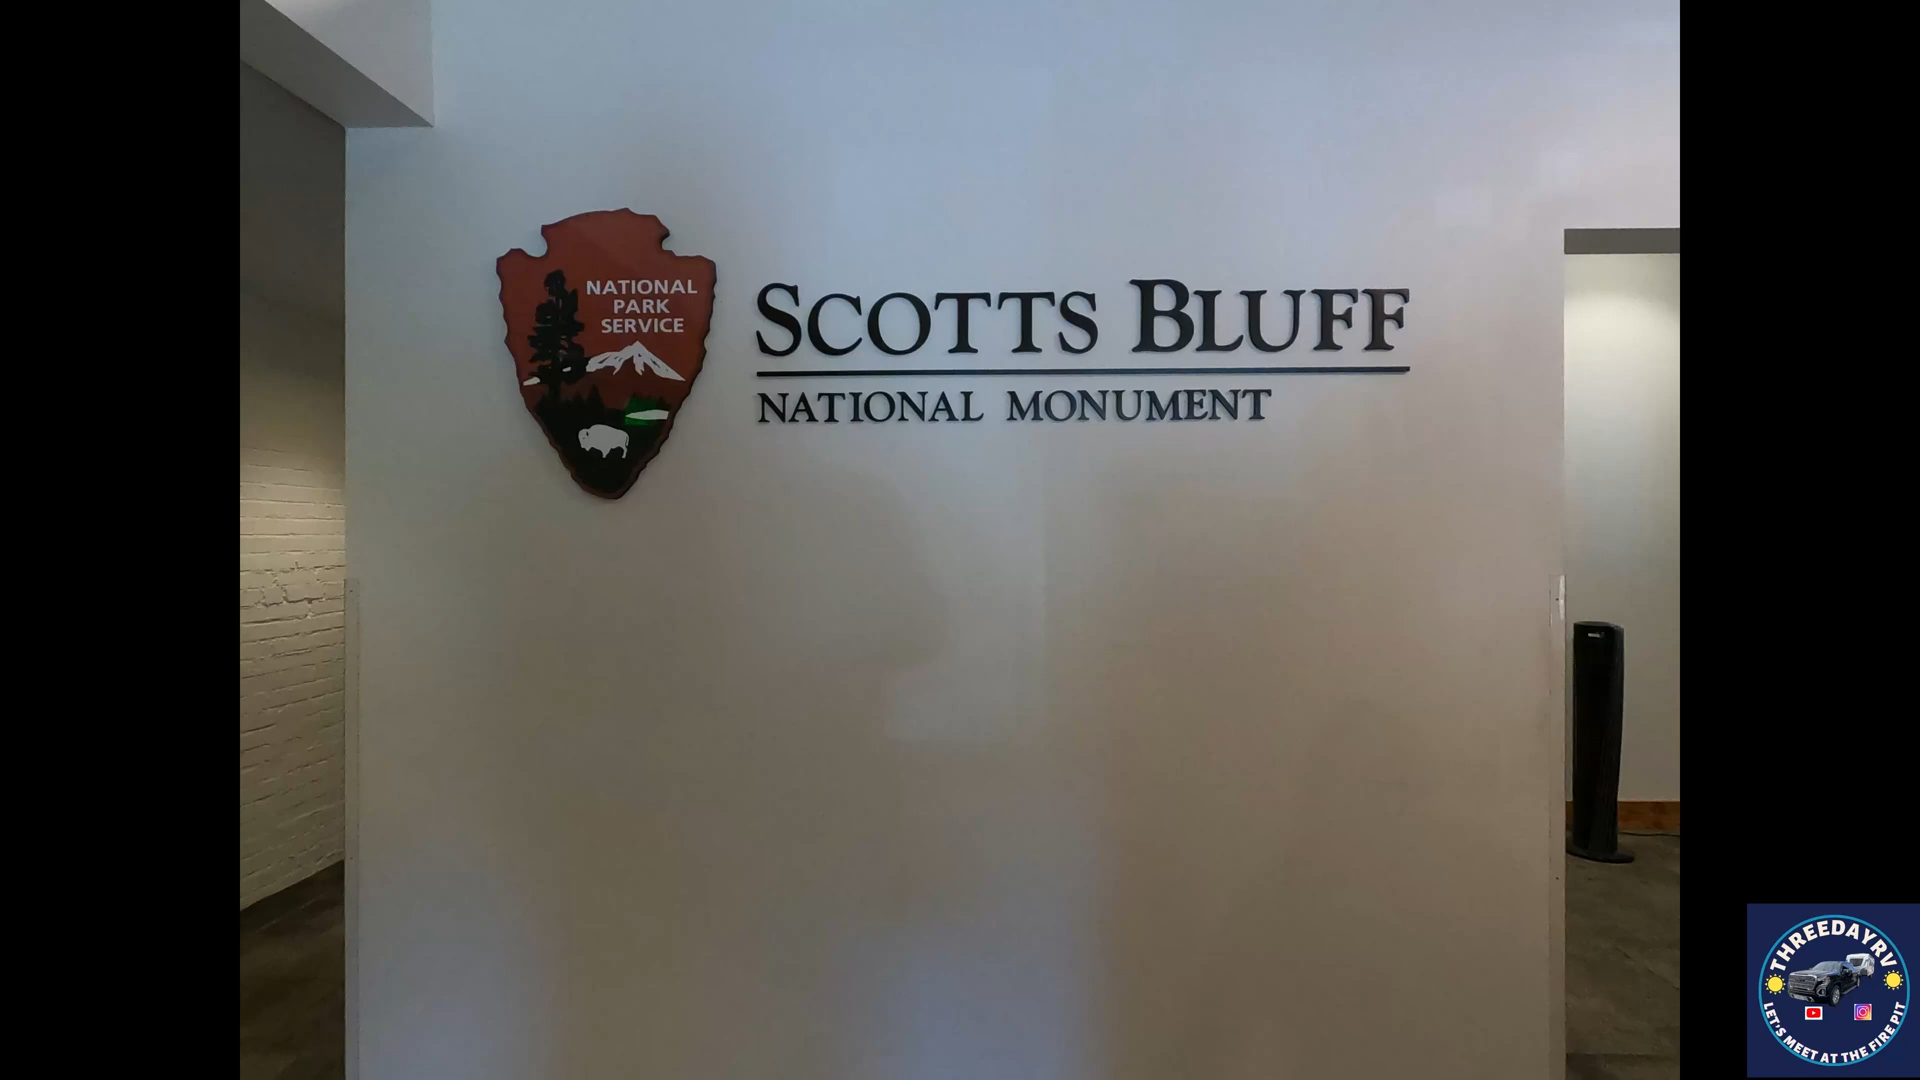 NATIONAL
PARK
SERVICE
SCOTTS BLUFF
NATIONAL MONUMENT
THREEDAYRV
LET'S MEET AT THE FIRE PIT